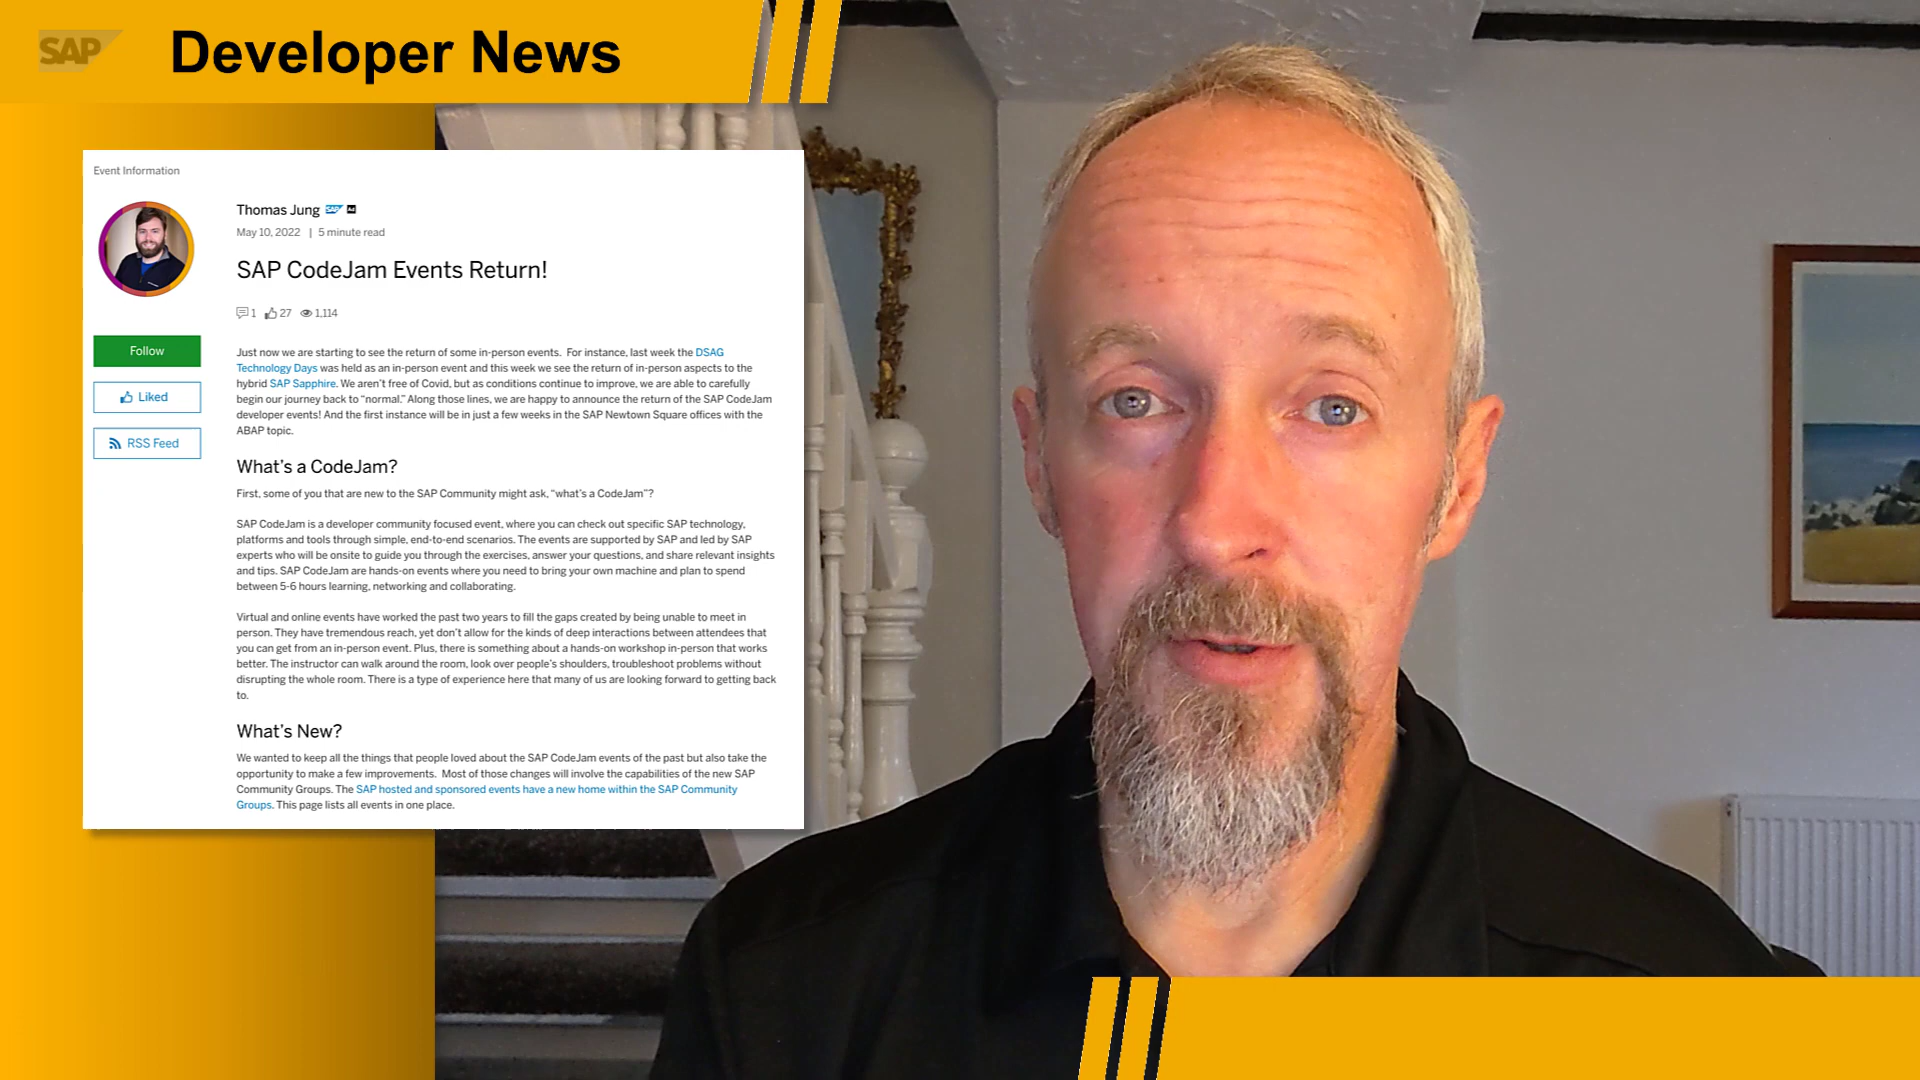 SAP Developer News
Event Information
Thomas Jung SAP
May 10, 2022 | 5 minute read
SAP CodeJam Events Return!
1 27 1,114
Follow
Liked
RSS Feed
Just now we are starting to see the return of some in-person events. For instance, last week the DSAG
Technology Days was held as an in-person event and this week we see the return of in-person aspects to the
hybrid SAP Sapphire. We aren't free of Covid, but as conditions continue to improve, we are able to carefully
begin our journey back to “normal.” Along those lines, we are happy to announce the return of the SAP CodeJam
developer events! And the first instance will be in just a few weeks in the SAP Newtown Square offices with the
ABAP topic.
What's a CodeJam?
First, some of you that are new to the SAP Community might ask, “what's a CodeJam”?
SAP CodeJam is a developer community focused event, where you can check out specific SAP technology,
platforms and tools through simple, end-to-end scenarios. The events are supported by SAP and led by SAP
experts who will be onsite to guide you through the exercises, answer your questions, and share relevant insights
and tips. SAP CodeJam are hands-on events where you need to bring your own machine and plan to spend
between 5-6 hours learning, networking and collaborating.
Virtual and online events have worked the past two years to fill the gaps created by being unable to meet in
person. They have tremendous reach, yet don't allow for the kinds of deep interactions between attendees that
you can get from an in-person event. Plus, there is something about a hands-on workshop in-person that works
better. The instructor can walk around the room, look over people's shoulders, troubleshoot problems without
disrupting the whole room. There is a type of experience here that many of us are looking forward to getting back
to.
What's New?
We wanted to keep all the things that people loved about the SAP CodeJam events of the past but also take the
opportunity to make a few improvements. Most of those changes will involve the capabilities of the new SAP
Community Groups. The SAP hosted and sponsored events have a new home within the SAP Community
Groups. This page lists all events in one place.